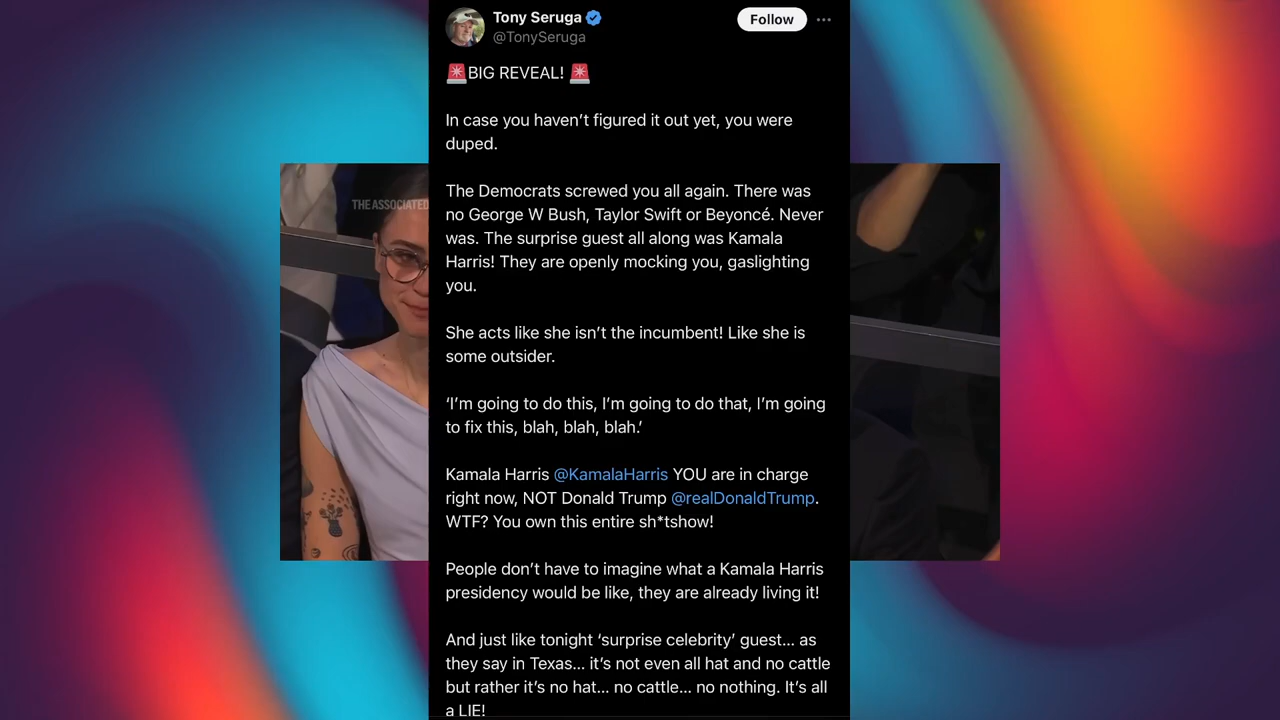 Tony Seruga
@TonySeruga
Follow
🚨BIG REVEAL! 🚨
In case you haven’t figured it out yet, you were
duped.
The Democrats screwed you all again. There was
no George W Bush, Taylor Swift or Beyoncé. Never
was. The surprise guest all along was Kamala
Harris! They are openly mocking you, gaslighting
you.
She acts like she isn’t the incumbent! Like she is
some outsider.
‘I’m going to do this, I’m going to do that, I’m going
to fix this, blah, blah, blah.’
Kamala Harris @KamalaHarris YOU are in charge
right now, NOT Donald Trump @realDonaldTrump.
WTF? You own this entire sh*tshow!
People don’t have to imagine what a Kamala Harris
presidency would be like, they are already living it!
And just like tonight ‘surprise celebrity’ guest... as
they say in Texas... it’s not even all hat and no cattle
but rather it’s no hat... no cattle... no nothing. It’s all
a LIE!
THE ASSOCIATED